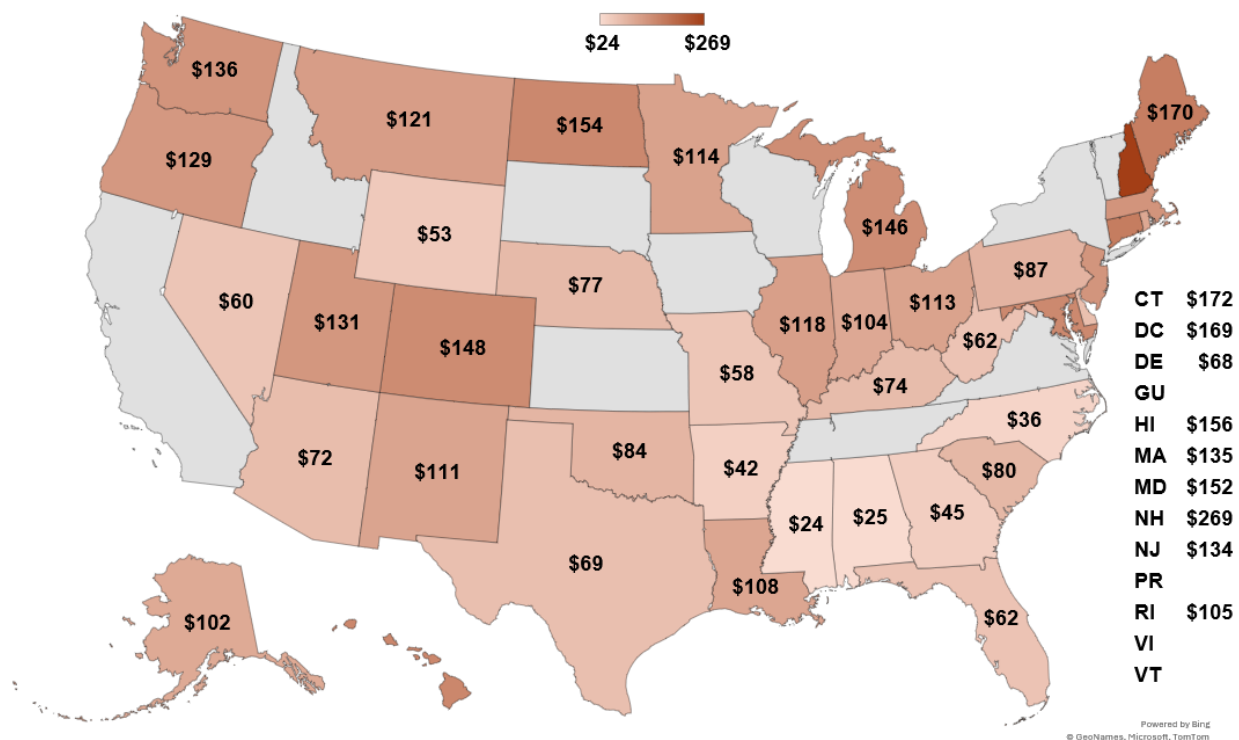 $24 $269
$136
$121
$154
$170
$129
$114
$146
$53
$87
$77
$60
$113
$118
$104
$131
$62
$148
$58
$74
$36
$72
$84
$111
$42
$80
$24
$25
$45
$69
$108
$102
$62
CT $172
DC $169
DE $68
GU
HI $156
MA $135
MD $152
NH $269
NJ $134
PR
RI $105
VI
VT
Powered by Bing
© GeoNames, Microsoft, TomTom